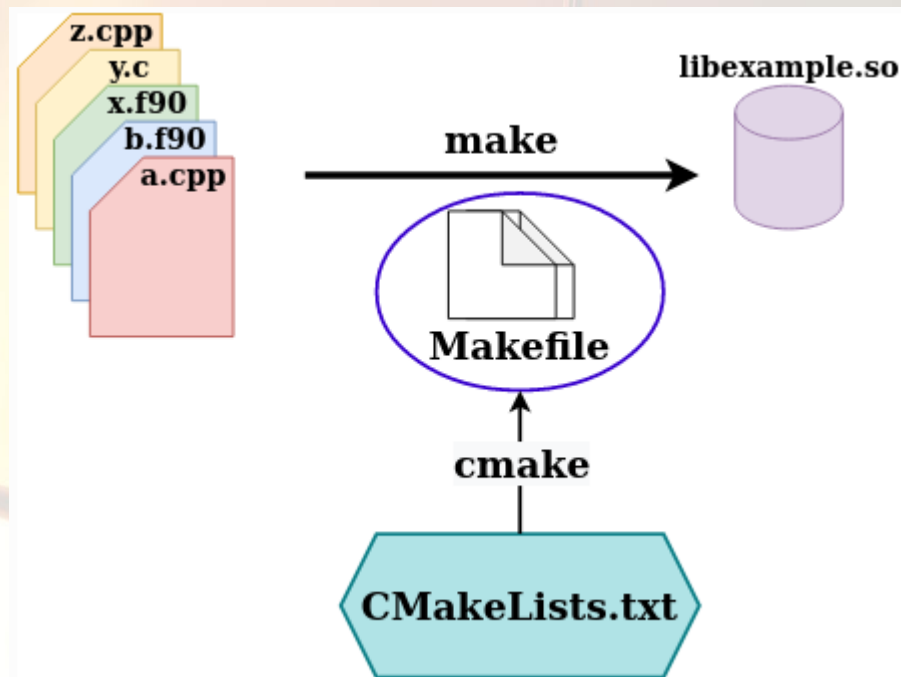 z.cpp
y.c
x.f90
b.f90
a.cpp
make
libexample.so
Makefile
cmake
CMakeLists.txt